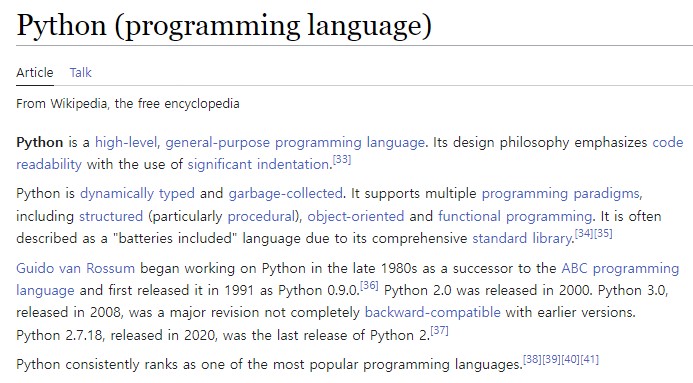 Python (programming language)
Article Talk
From Wikipedia, the free encyclopedia
Python is a high-level, general-purpose programming language. Its design philosophy emphasizes code
readability with the use of significant indentation.[33]
Python is dynamically typed and garbage-collected. It supports multiple programming paradigms,
including structured (particularly procedural), object-oriented and functional programming. It is often
described as a "batteries included" language due to its comprehensive standard library.[34][35]
Guido van Rossum began working on Python in the late 1980s as a successor to the ABC programming
language and first released it in 1991 as Python 0.9.0.[36] Python 2.0 was released in 2000. Python 3.0,
released in 2008, was a major revision not completely backward-compatible with earlier versions.
Python 2.7.18, released in 2020, was the last release of Python 2.[37]
Python consistently ranks as one of the most popular programming languages.[38][39][40][41]